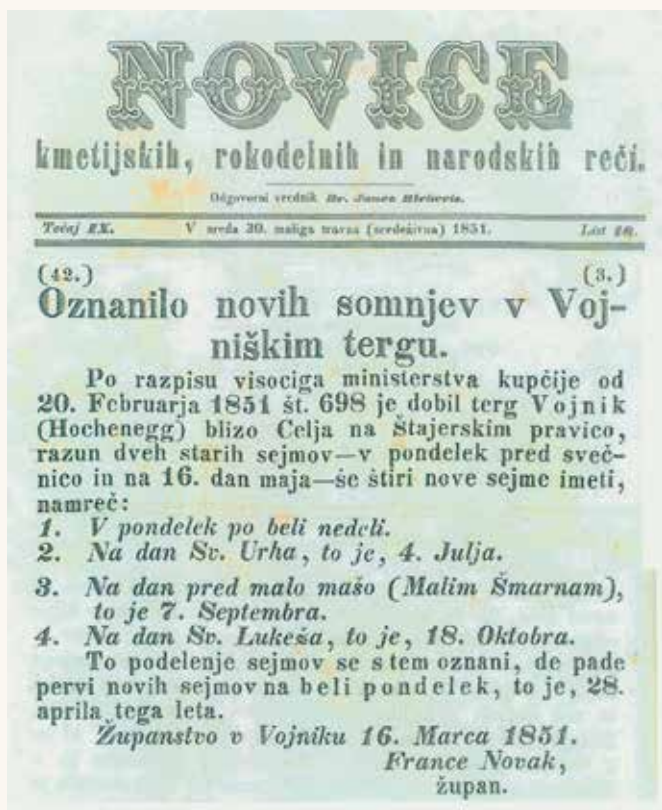 NOVICE
kmetijskih, rokodelnih in narodskih reči.
Odgovorni vrednik Dr. Janez Bleiweis.
Tečaj IX. V sredo 30. maliga travna (sredoživna) 1851. List
(42.) (3.)
Oznanilo novih somnjev v Voj-
niškim tergu.
Po razpisu visociga ministerstva kupčije od
20. Februarja 1851 št. 698 je dobil terg Vojnik
(Hochenegg) blizo Celja na Štajerskim pravico,
razun dveh starih sejmov—v pondelek pred sveč-
nico in na 16. dan maja—še štiri nove sejme imeti,
namreč:
1. V pondelek po beli nedeli.
2. Na dan Sv. Urha, to je, 4. Julja.
3. Na dan pred malo mašo (Malim Šmarnam),
to je 7. Septembra.
4. Na dan Sv. Lukeša, to je, 18. Oktobra.
To podelenje sejmov se s tem oznani, de pade
pervi novih sejmov na beli pondelek, to je, 28.
aprila tega leta.
Županstvo v Vojniku 16. Marca 1851.
France Novak,
župan.